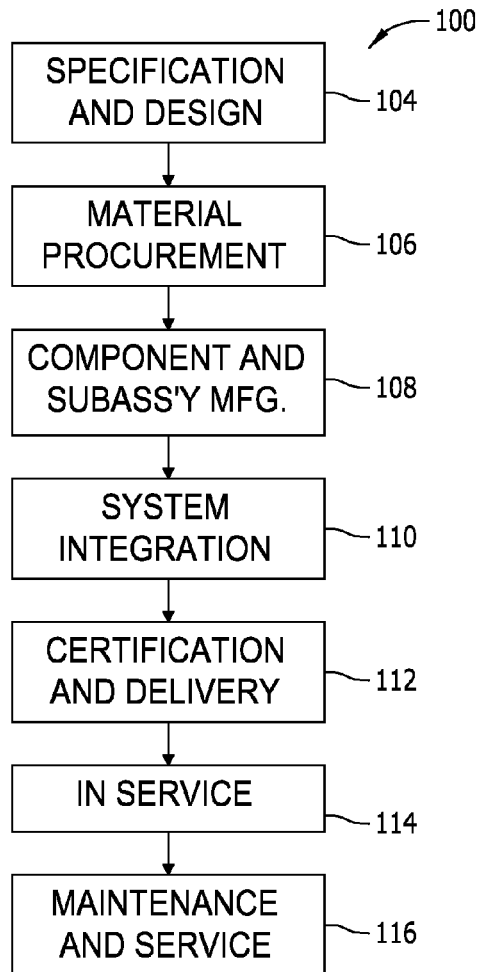 100
SPECIFICATION
AND DESIGN
104
MATERIAL
PROCUREMENT
106
COMPONENT AND
SUBASS'Y MFG.
108
SYSTEM
INTEGRATION
110
CERTIFICATION
AND DELIVERY
112
IN SERVICE
114
MAINTENANCE
AND SERVICE
116